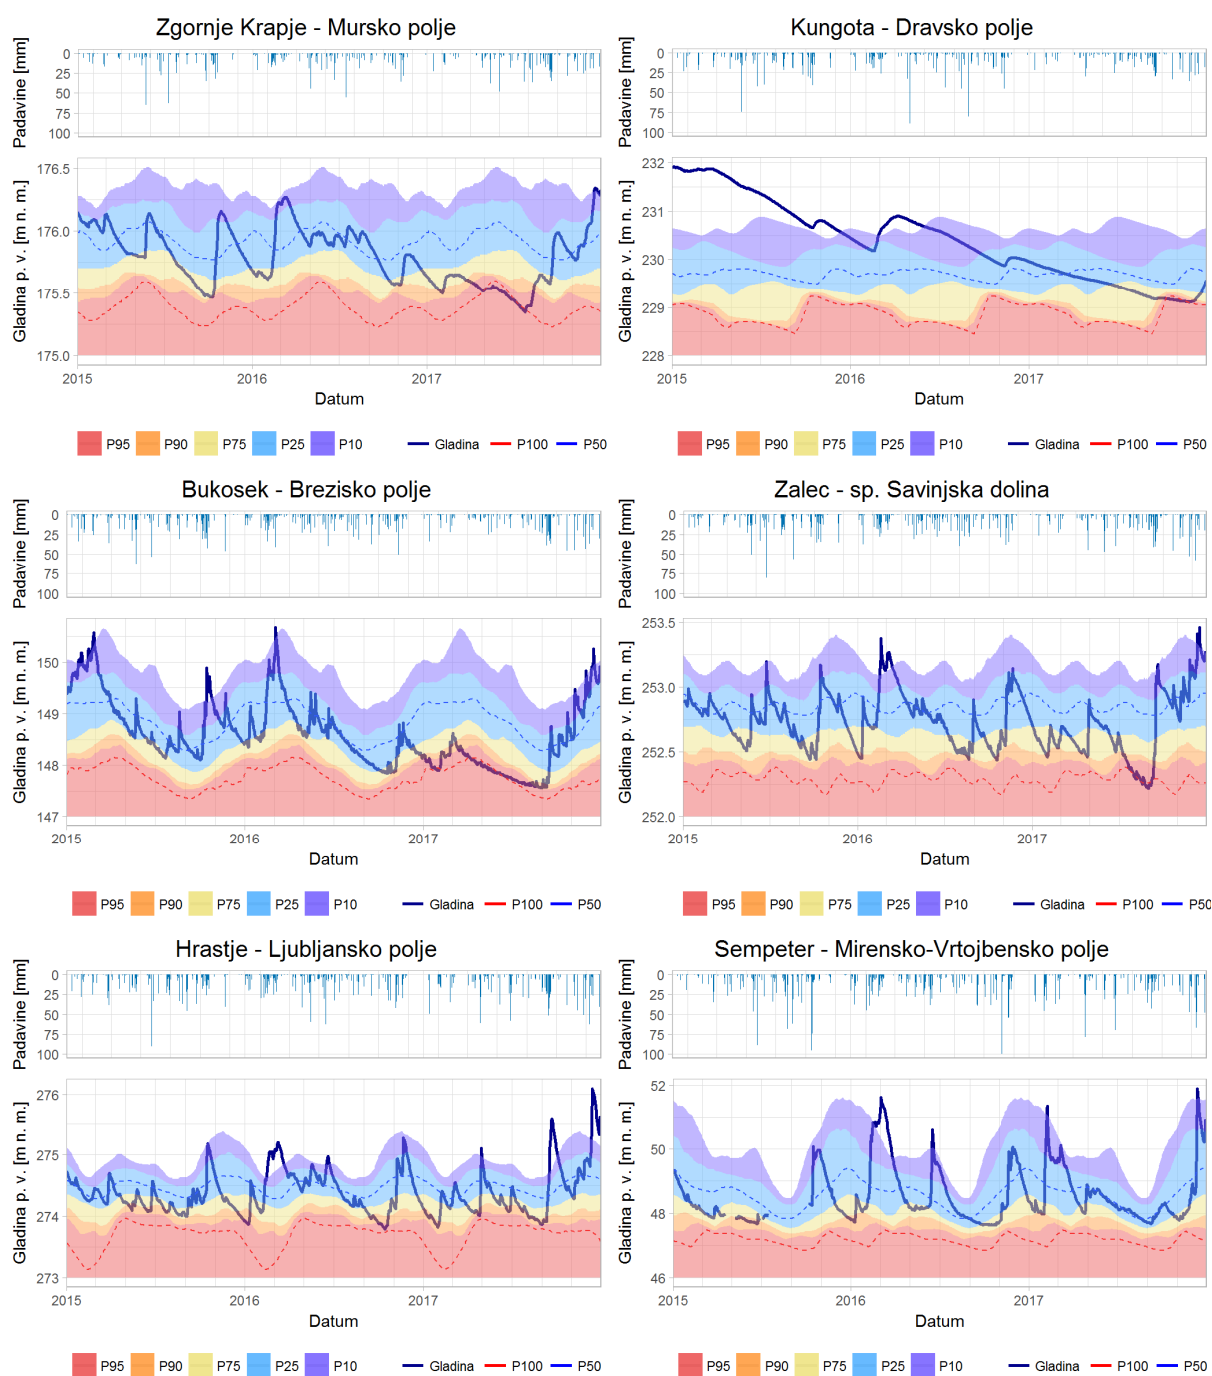 Zgornje Krapje - Mursko polje
Padavine [mm]
0
25
50
75
100
Gladina p. v. [m n. m.]
176.5
176.0
175.5
175.0
2015
2016
2017
Datum
P95
P90
P75
P25
P10
Gladina
P100
P50
Kungota - Dravsko polje
Padavine [mm]
0
25
50
75
100
Gladina p. v. [m n. m.]
232
231
230
229
228
2015
2016
2017
Datum
P95
P90
P75
P25
P10
Gladina
P100
P50
Bukosek - Brezisko polje
Padavine [mm]
0
25
50
75
100
Gladina p. v. [m n. m.]
150
149
148
147
2015
2016
2017
Datum
P95
P90
P75
P25
P10
Gladina
P100
P50
Zalec - sp. Savinjska dolina
Padavine [mm]
0
25
50
75
100
Gladina p. v. [m n. m.]
253.5
253.0
252.5
252.0
2015
2016
2017
Datum
P95
P90
P75
P25
P10
Gladina
P100
P50
Hrastje - Ljubljansko polje
Padavine [mm]
0
25
50
75
100
Gladina p. v. [m n. m.]
276
275
274
273
2015
2016
2017
Datum
P95
P90
P75
P25
P10
Gladina
P100
P50
Sempeter - Mirensko-Vrtojbensko polje
Padavine [mm]
0
25
50
75
100
Gladina p. v. [m n. m.]
52
50
48
46
2015
2016
2017
Datum
P95
P90
P75
P25
P10
Gladina
P100
P50